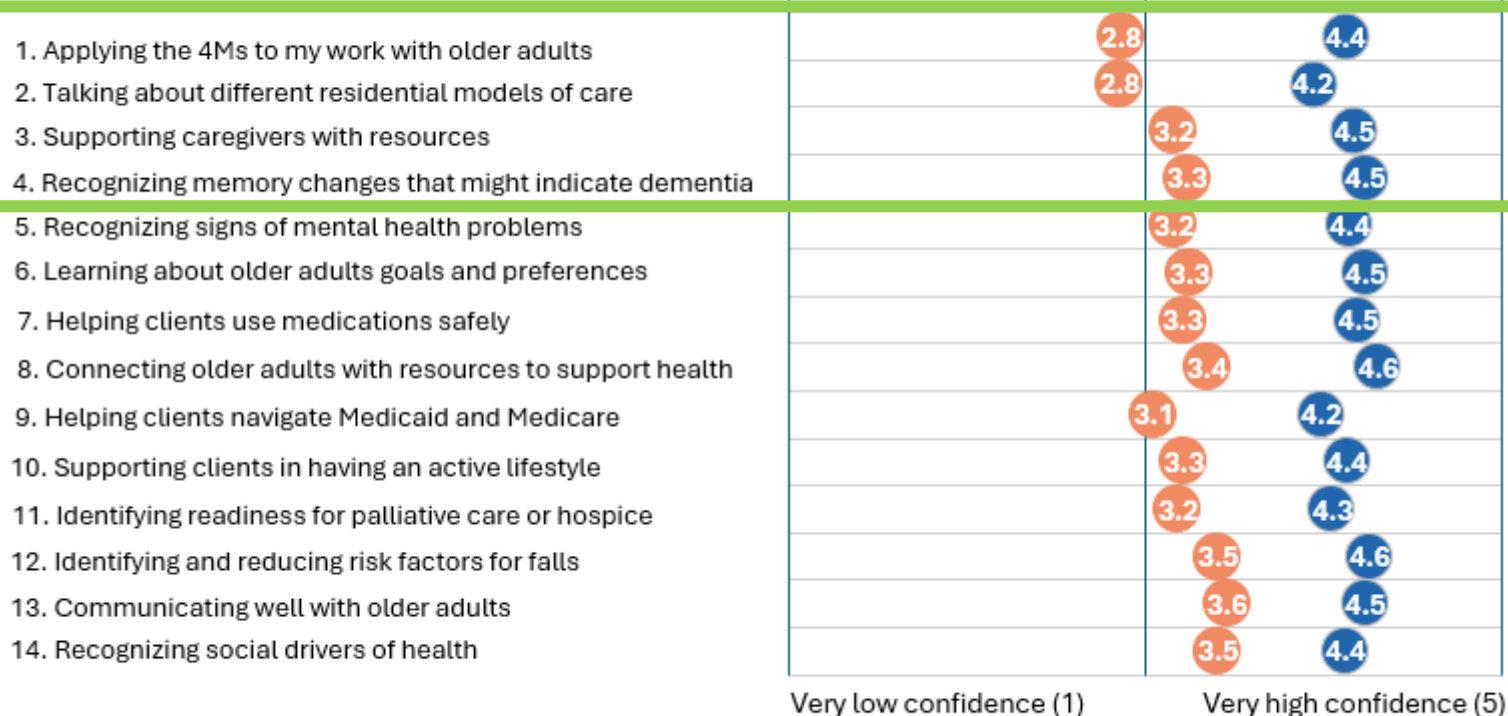 1. Applying the 4Ms to my work with older adults 2.8 4.4
2. Talking about different residential models of care 2.8 4.2
3. Supporting caregivers with resources 3.2 4.5
4. Recognizing memory changes that might indicate dementia 3.3 4.5
5. Recognizing signs of mental health problems 3.2 4.4
6. Learning about older adults goals and preferences 3.3 4.5
7. Helping clients use medications safely 3.3 4.5
8. Connecting older adults with resources to support health 3.4 4.6
9. Helping clients navigate Medicaid and Medicare 3.1 4.2
10. Supporting clients in having an active lifestyle 3.3 4.4
11. Identifying readiness for palliative care or hospice 3.2 4.3
12. Identifying and reducing risk factors for falls 3.5 4.6
13. Communicating well with older adults 3.6 4.5
14. Recognizing social drivers of health 3.5 4.4
Very low confidence (1) Very high confidence (5)